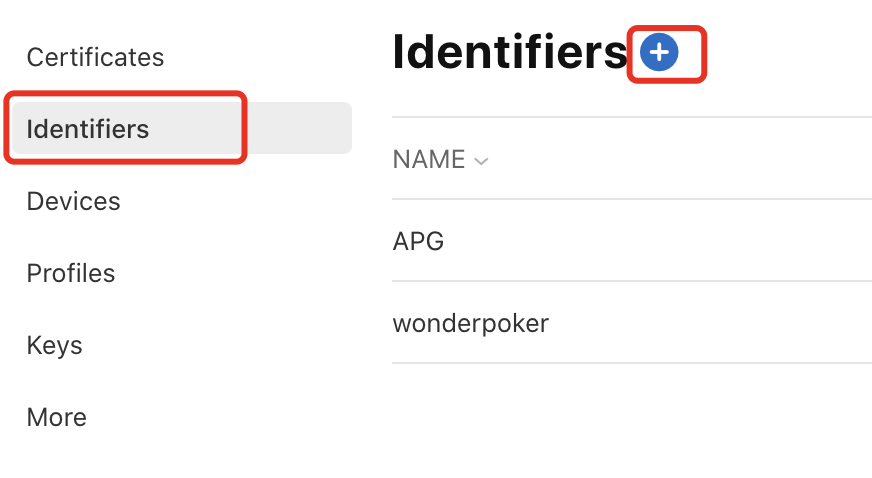 Certificates
Identifiers
Devices
Profiles
Keys
More
Identifiers
NAME
APG
wonderpoker